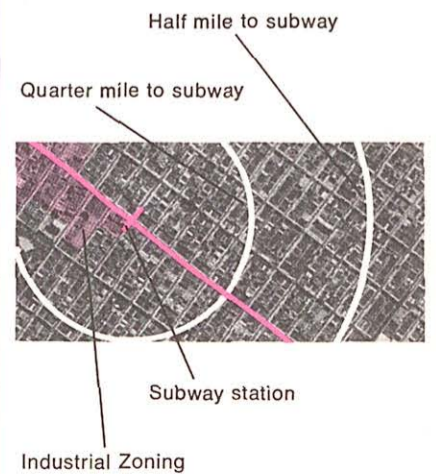 Half mile to subway
Quarter mile to subway
Subway station
Industrial Zoning